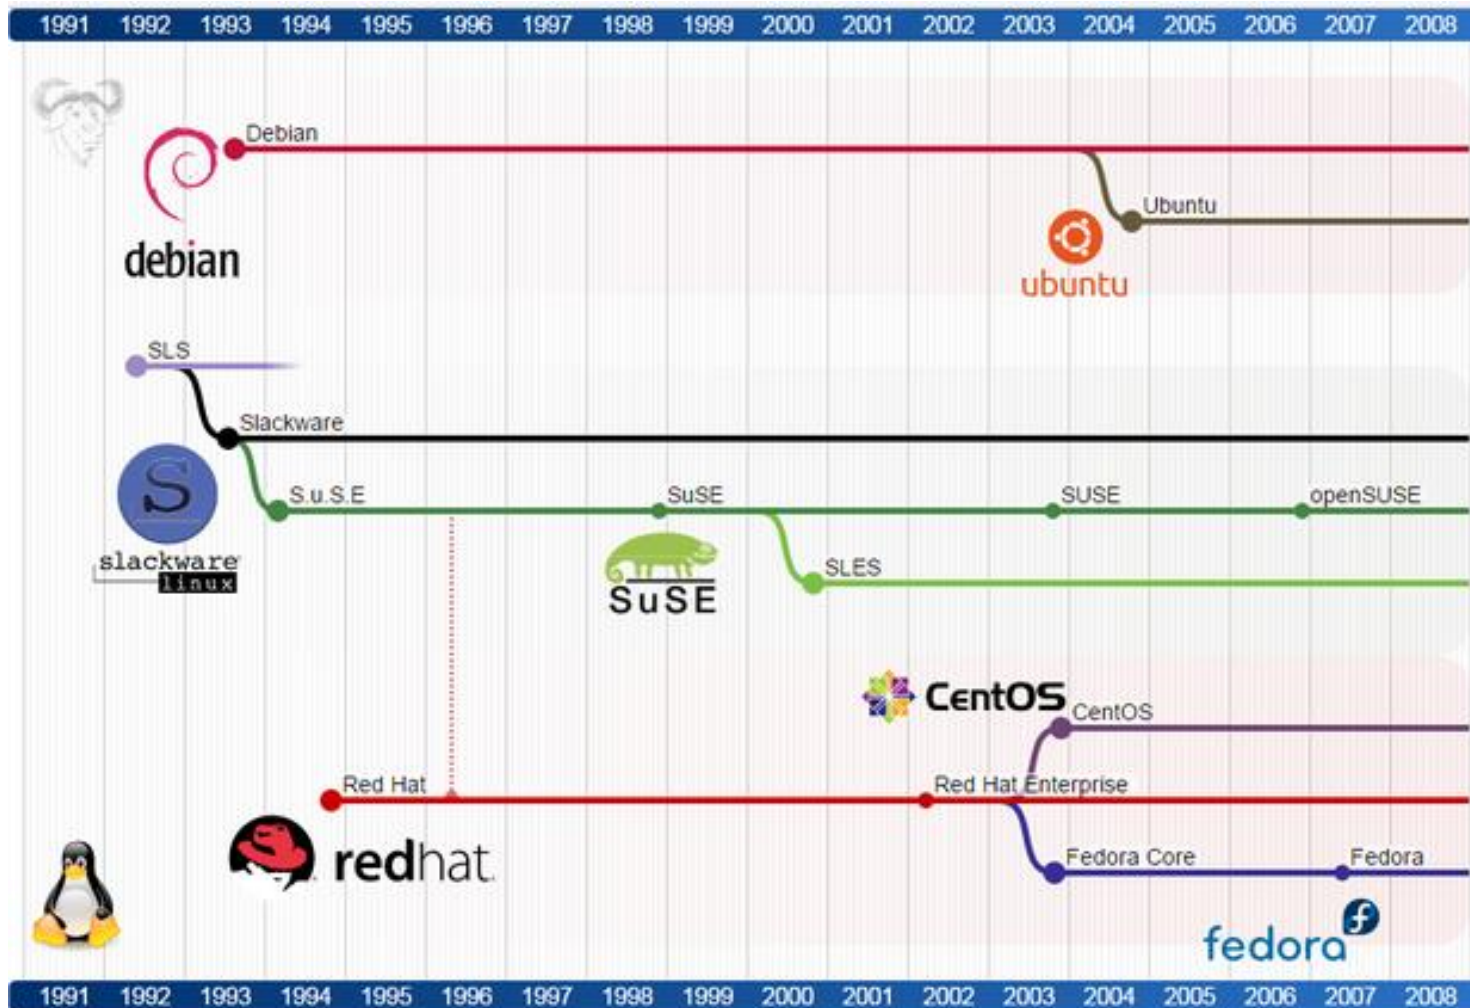 1991 1992 1993 1994 1995 1996 1997 1998 1999 2000 2001 2002 2003 2004 2005 2006 2007 2008
Debian
debian
Ubuntu
ubuntu
SLS
Slackware
S
slackware
linux
S.u.S.E
SuSE
SUSE
openSUSE
SuSE
SLES
CentOS
CentOS
Red Hat
Red Hat Enterprise
redhat.
Fedora Core
Fedora
fedora
1991 1992 1993 1994 1995 1996 1997 1998 1999 2000 2001 2002 2003 2004 2005 2006 2007 2008